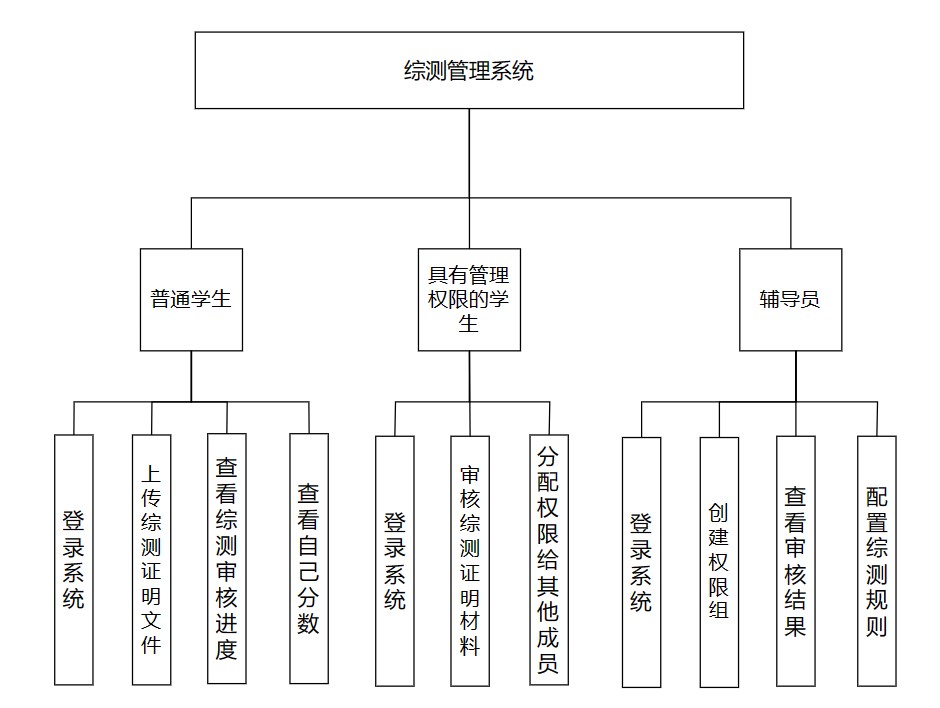 综测管理系统
普通学生
具有管理
权限的学
生
辅导员
登录系统
上传综测证明文件
查看综测审核进度
查看自己分数
登录系统
审核综测证明材料
分配权限给其他成员
登录系统
创建权限组
查看审核结果
配置综测规则